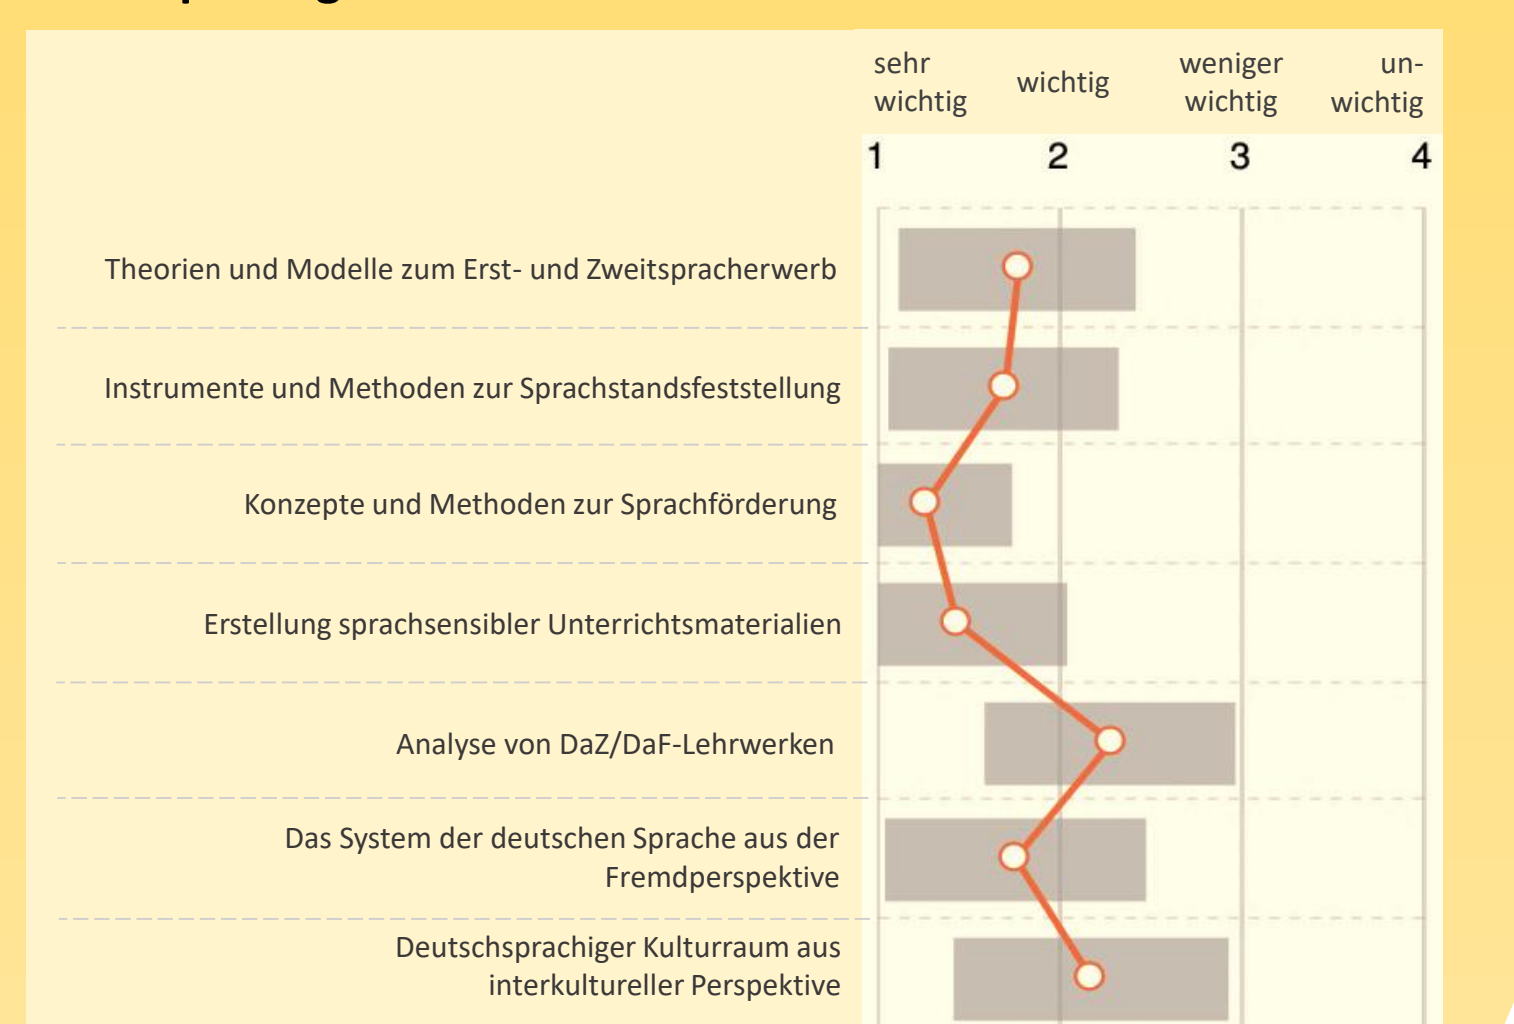 sehr
wichtig
wichtig
weniger
wichtig
un-
wichtig
1 2 3 4
Theorien und Modelle zum Erst- und Zweitspracherwerb
Instrumente und Methoden zur Sprachstandsfeststellung
Konzepte und Methoden zur Sprachförderung
Erstellung sprachsensibler Unterrichtsmaterialien
Analyse von DaZ/DaF-Lehrwerken
Das System der deutschen Sprache aus der
Fremdperspektive
Deutschsprachiger Kulturraum aus
interkultureller Perspektive